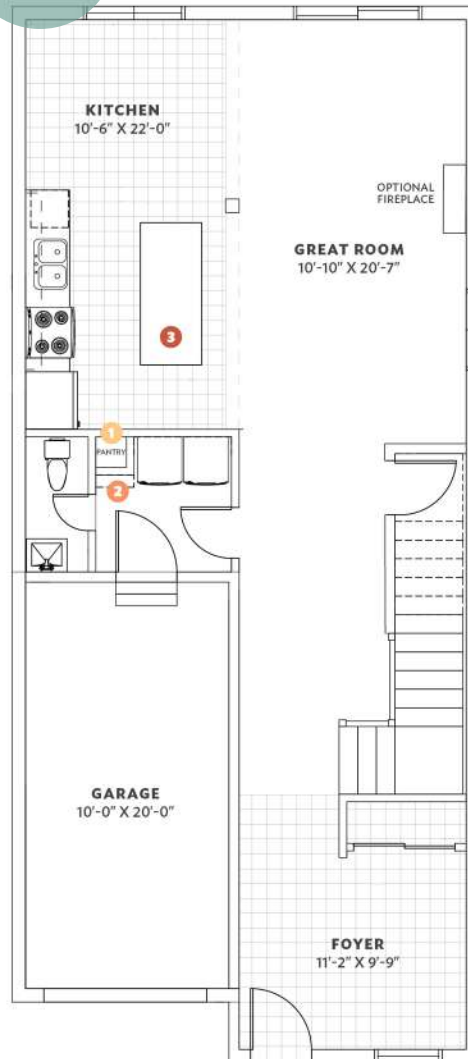 KITCHEN
10'-6" X 22'-0"
OPTIONAL
FIREPLACE
GREAT ROOM
10'-10" X 20'-7"
3
1
PANTRY
2
GARAGE
10'-0" X 20'-0"
FOYER
11'-2" X 9'-9"